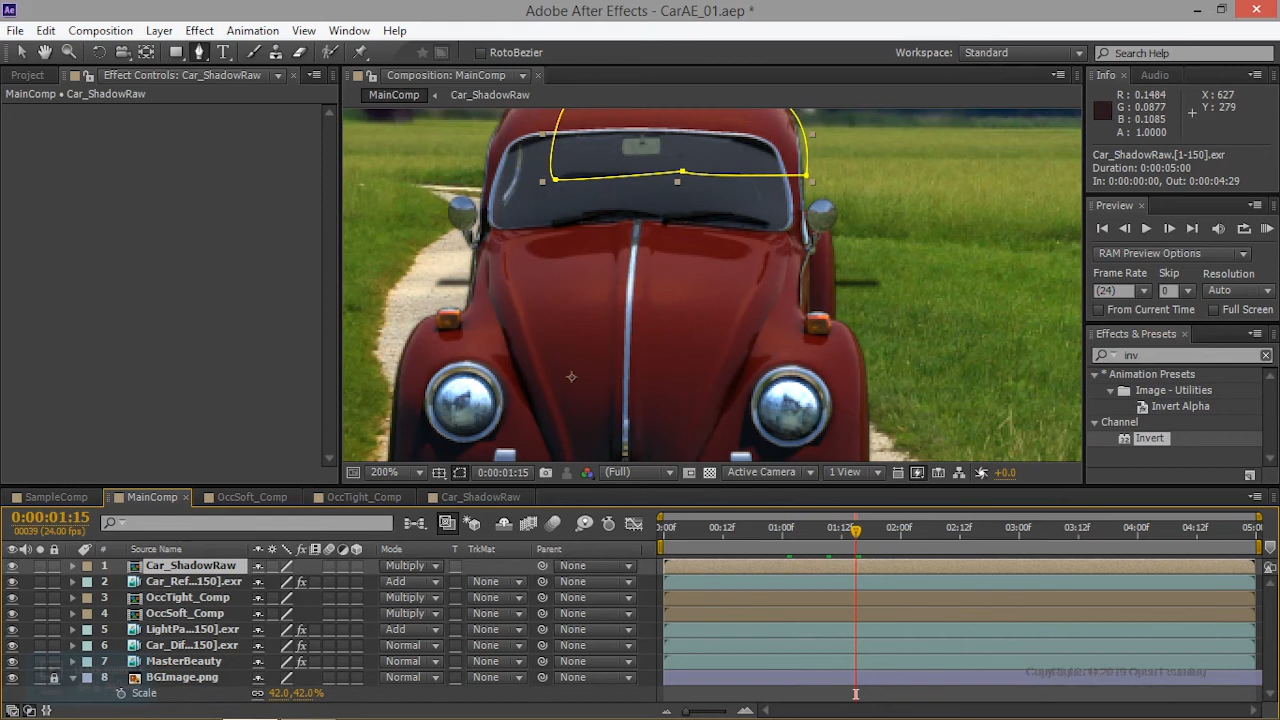 Ae Adobe After Effects - CarAE_01.aep *
File Edit Composition Layer Effect Animation View Window Help
T RotoBezier Workspace: Standard Search Help
Project Effect Controls: Car_ShadowRaw Composition: MainComp Info Audio
MainComp • Car_ShadowRaw MainComp Car_ShadowRaw
R: 0.1484 X: 627
G: 0.0877 Y: 279
B: 0.1085
A: 1.0000
Car_ShadowRaw.[1-150].exr
Duration: 0:00:05:00
In: 0:00:00:00, Out: 0:00:04:29
Preview
RAM Preview Options
Frame Rate Skip Resolution
(24) 0 Auto
From Current Time Full Screen
Effects & Presets
inv
* Animation Presets
Image - Utilities
Invert Alpha
Channel
Invert
200% 0:00:01:15 (Full) Active Camera 1 View +0.0
SampleComp MainComp OccSoft_Comp OccTight_Comp Car_ShadowRaw
0:00:01:15
00039 (24.00 fps)
:00f 00:12f 01:00f 01:12f 02:00f 02:12f 03:00f 03:12f 04:00f 04:12f 05:0
# Source Name fx Mode T TrkMat Parent
1 Car_ShadowRaw Multiply None
2 Car_Ref...150].exr fx Add None None
3 OccTight_Comp Multiply None None
4 OccSoft_Comp Multiply None None
5 LightPa...150].exr fx Add None None
6 Car_Dif...150].exr fx Normal None None
7 MasterBeauty fx Normal None None
8 BGImage.png Normal None None
Scale 42.0,42.0%